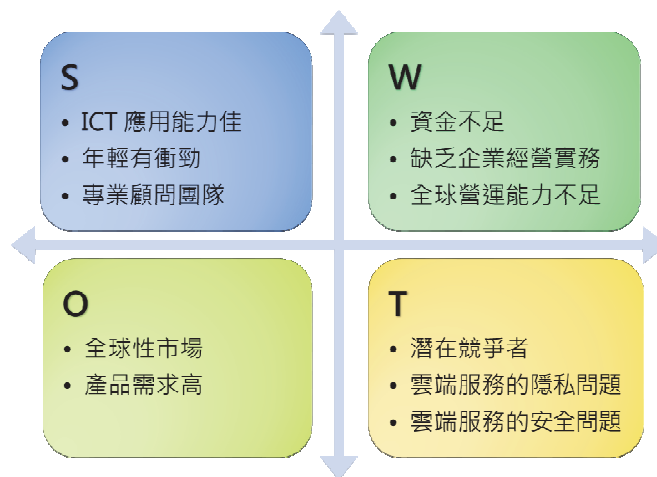 S
• ICT 應用能力佳
• 年輕有衝勁
• 專業顧問團隊
W
• 資金不足
• 缺乏企業經營實務
• 全球營運能力不足
O
• 全球性市場
• 產品需求高
T
• 潛在競爭者
• 雲端服務的隱私問題
• 雲端服務的安全問題